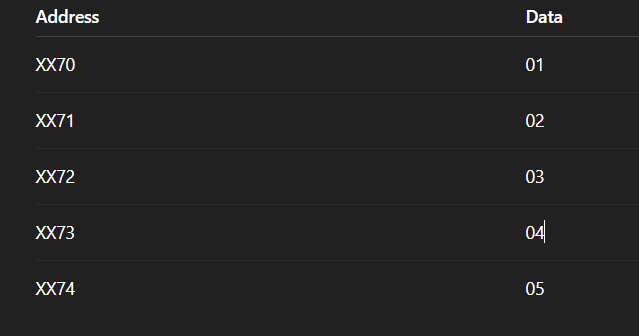 Address Data
XX70 01
XX71 02
XX72 03
XX73 04
XX74 05